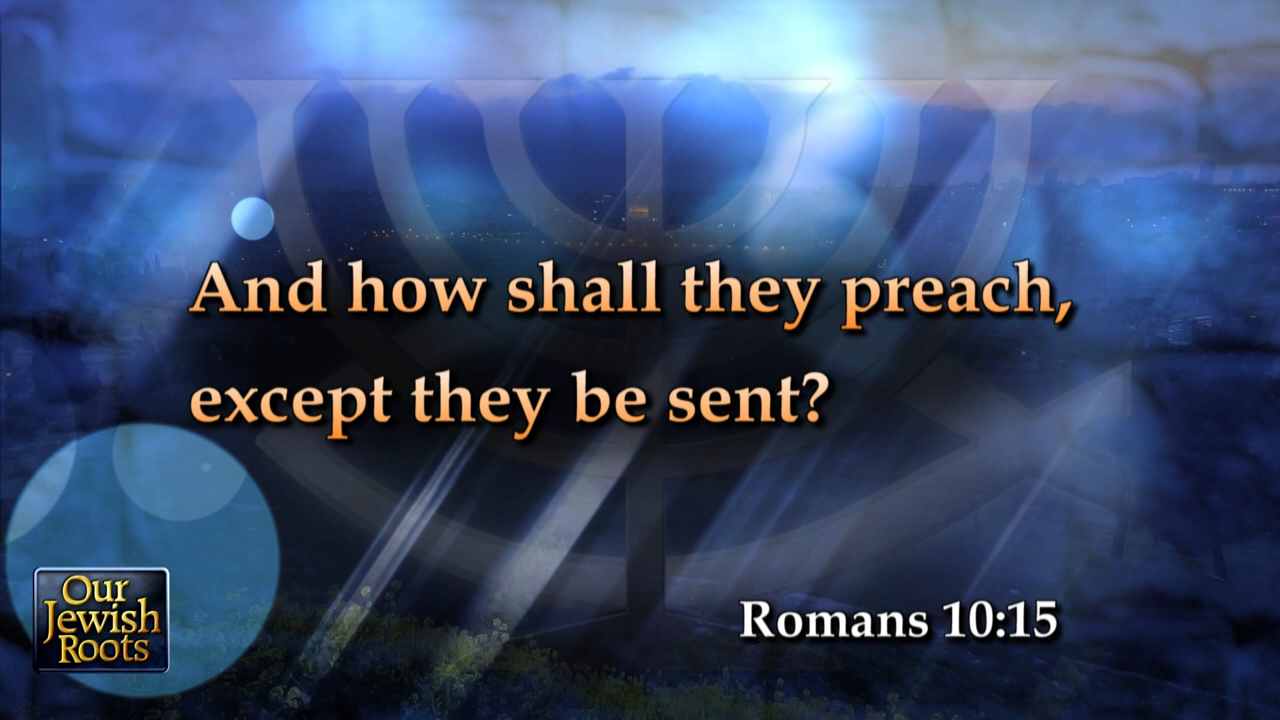 And how shall they preach,
except they be sent?
Romans 10:15
Our
Jewish
Roots